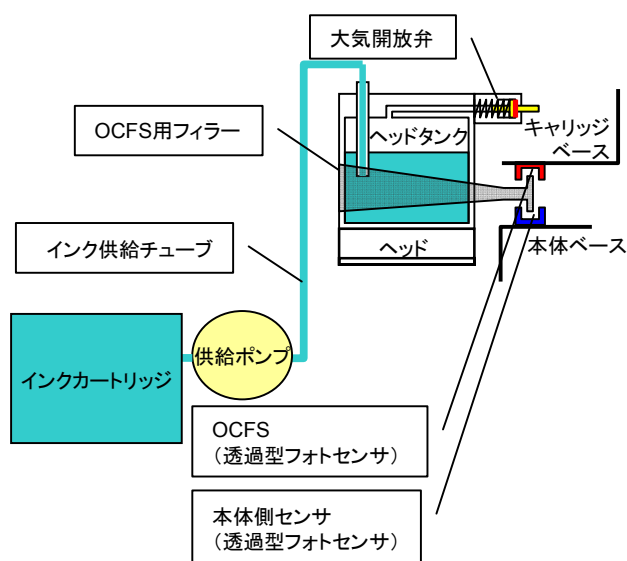 大気開放弁
OCFS用フィラー
ヘッドタンク
キャリッジ
ベース
インク供給チューブ
ヘッド
本体ベース
インクカートリッジ
供給ポンプ
OCFS
（透過型フォトセンサ）
本体側センサ
（透過型フォトセンサ）